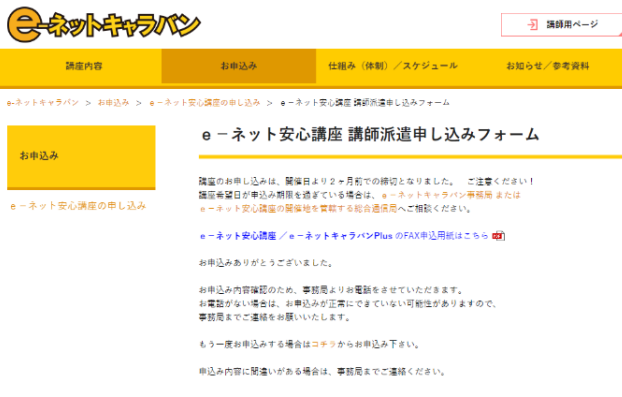 e-ネットキャラバン
講師用ページ
講座内容
お申込み
仕組み（体制）／スケジュール
お知らせ／参考資料
e-ネットキャラバン ＞ お申込み ＞ e－ネット安心講座の申し込み ＞ e－ネット安心講座 講師派遣申し込みフォーム
お申込み
e－ネット安心講座の申し込み
e－ネット安心講座 講師派遣申し込みフォーム
講座のお申し込みは、開催日より２ヶ月前での締切となりました。 ご注意ください！
講座希望日が申込み期限を過ぎている場合は、e－ネットキャラバン事務局 または
e－ネット安心講座の開催地を管轄する総合通信局へご相談ください。
e－ネット安心講座 ／e－ネットキャラバンPlus のFAX申込用紙はこちら
お申込みありがとうございました。
お申込み内容確認のため、事務局よりお電話をさせていただきます。
お電話がない場合は、お申込みが正常にできていない可能性がありますので、
事務局までご連絡をお願いいたします。
もう一度お申込みする場合はコチラからお申込み下さい。
申込み内容に間違いがある場合は、事務局までご連絡ください。